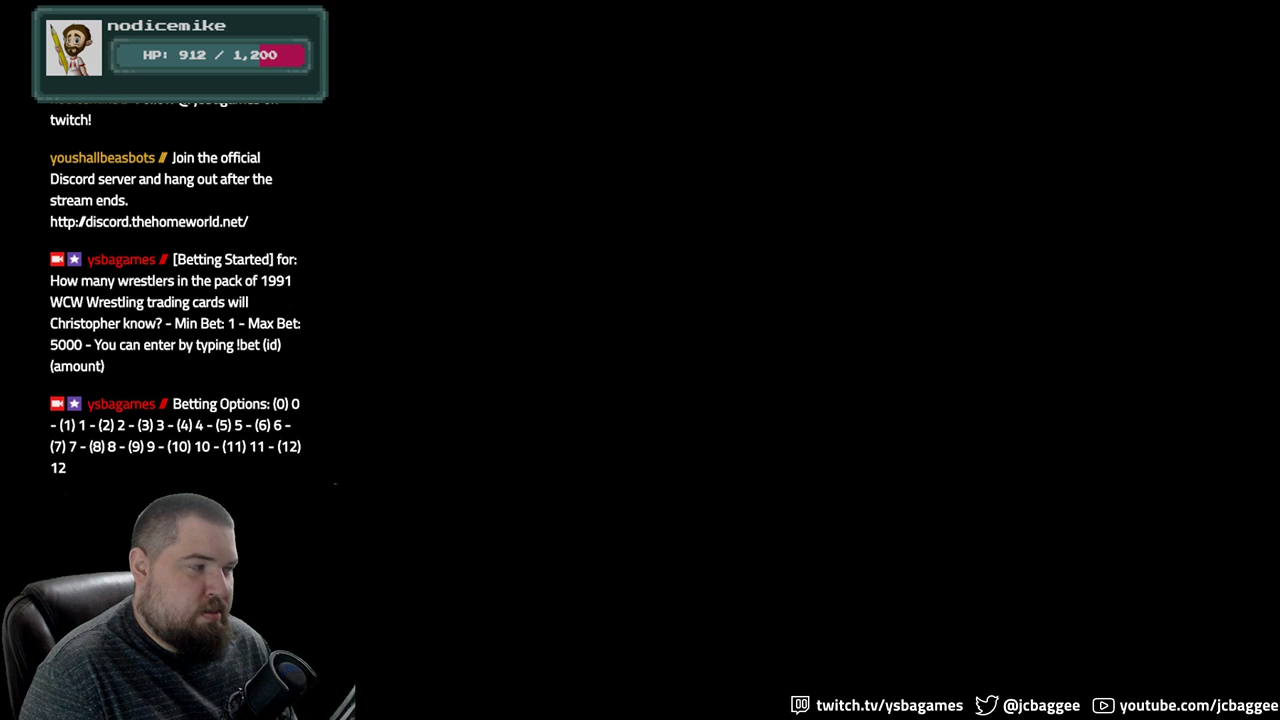 nodicemike
HP: 912 / 1,200
twitch!
youshallbeasbots // Join the official
Discord server and hang out after the
stream ends.
http://discord.thehomeworld.net/
ysbagames // [Betting Started] for:
How many wrestlers in the pack of 1991
WCW Wrestling trading cards will
Christopher know? - Min Bet: 1 - Max Bet:
5000 - You can enter by typing !bet (id)
(amount)
ysbagames // Betting Options: (0) 0
- (1) 1 - (2) 2 - (3) 3 - (4) 4 - (5) 5 - (6) 6 -
(7) 7 - (8) 8 - (9) 9 - (10) 10 - (11) 11 - (12)
12
twitch.tv/ysbagames @jcbaggee youtube.com/jcbaggee